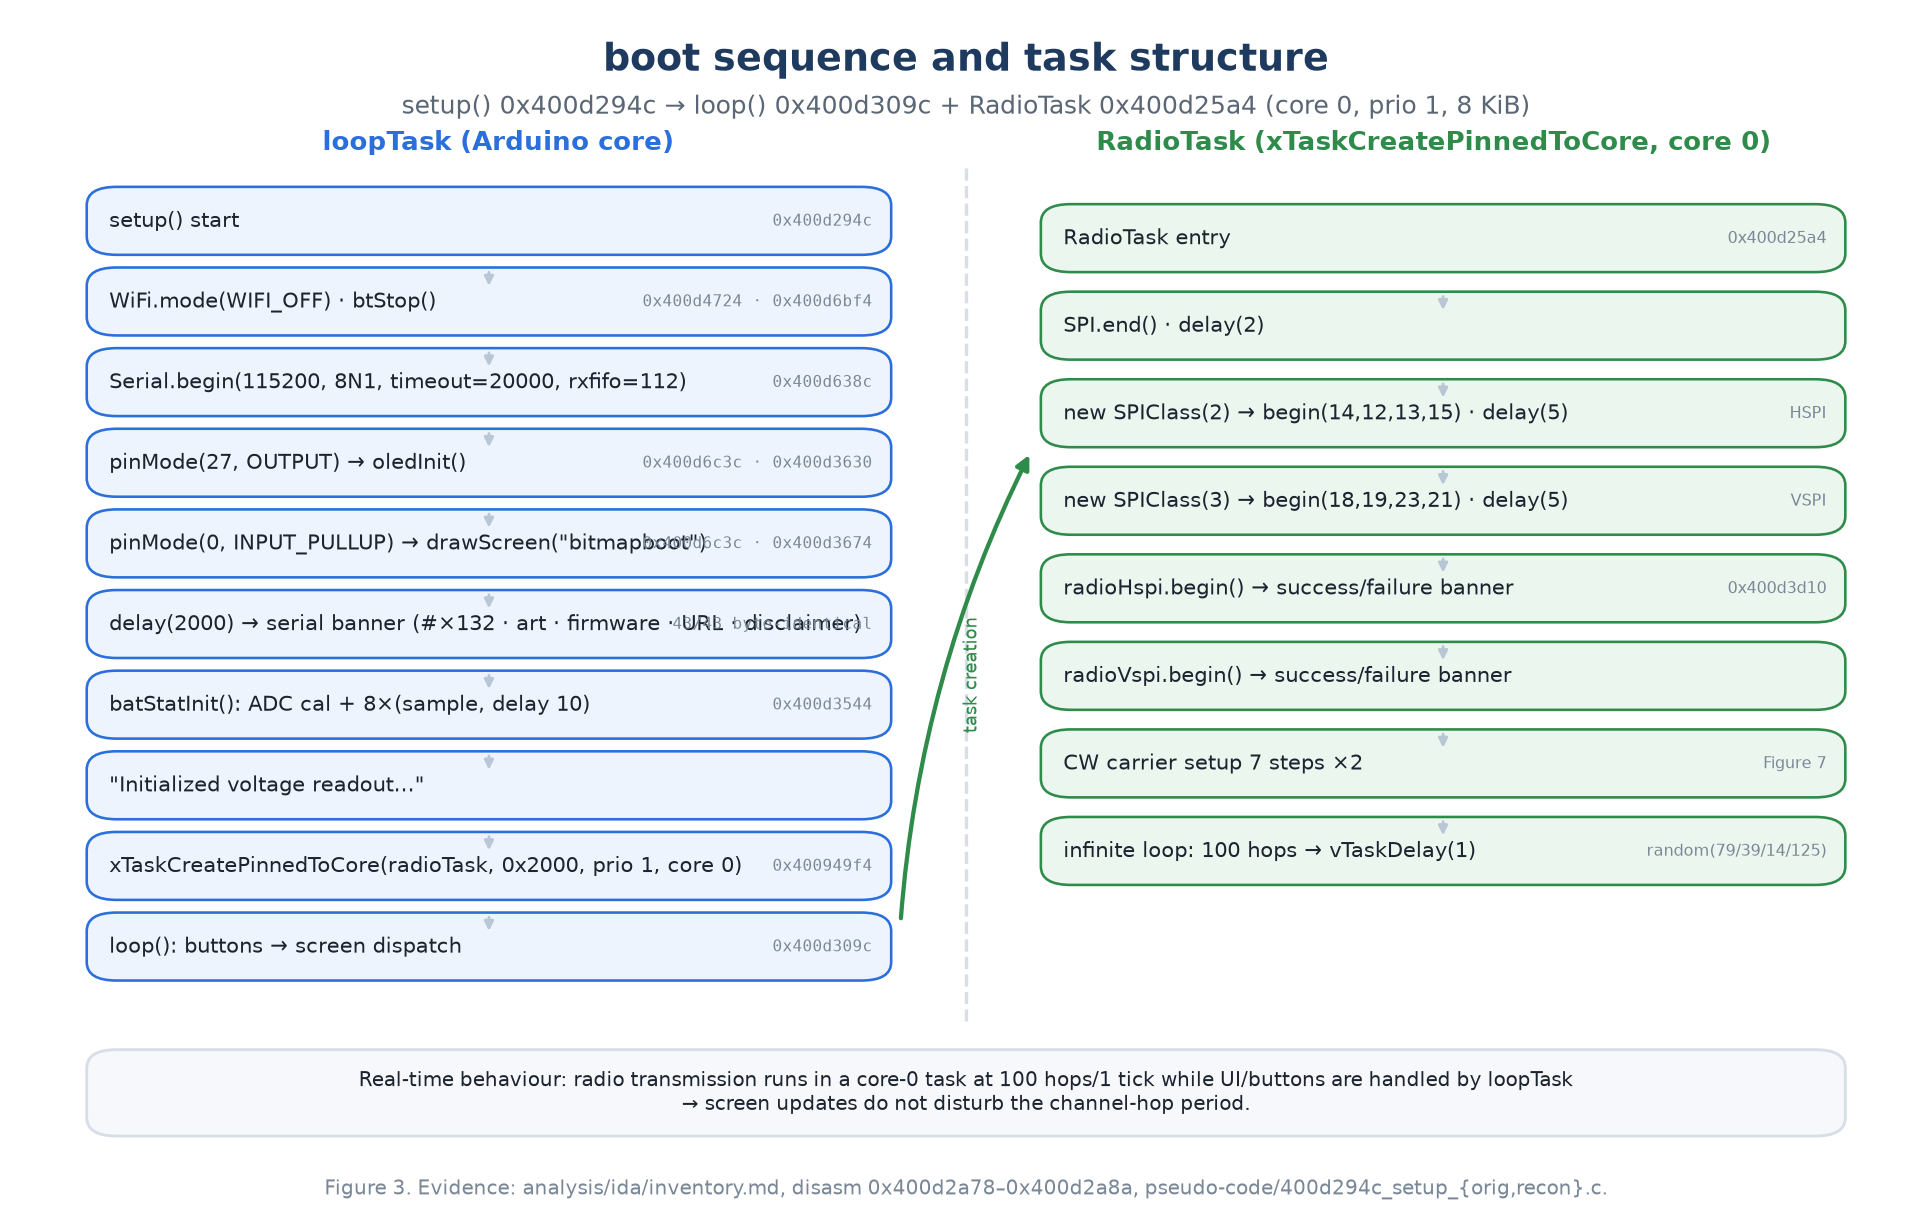 boot sequence and task structure
setup() 0x400d294c → loop() 0x400d309c + RadioTask 0x400d25a4 (core 0, prio 1, 8 KiB)
loopTask (Arduino core)
setup() start 0x400d294c
WiFi.mode(WIFI_OFF) · btStop() 0x400d4724 · 0x400d6bf4
Serial.begin(115200, 8N1, timeout=20000, rxfifo=112) 0x400d638c
pinMode(27, OUTPUT) → oledInit() 0x400d6c3c · 0x400d3630
pinMode(0, INPUT_PULLUP) → drawScreen("bitmapboot") 0x400d6c3c · 0x400d3674
delay(2000) → serial banner (#×132 · art · firmware · URL · disclaimer) byte-identical
batStatInit(): ADC cal + 8×(sample, delay 10) 0x400d3544
"Initialized voltage readout..."
xTaskCreatePinnedToCore(radioTask, 0x2000, prio 1, core 0) 0x400949f4
loop(): buttons → screen dispatch 0x400d309c
task creation
RadioTask (xTaskCreatePinnedToCore, core 0)
RadioTask entry 0x400d25a4
SPI.end() · delay(2)
new SPIClass(2) → begin(14,12,13,15) · delay(5) HSPI
new SPIClass(3) → begin(18,19,23,21) · delay(5) VSPI
radioHspi.begin() → success/failure banner 0x400d3d10
radioVspi.begin() → success/failure banner
CW carrier setup 7 steps ×2 Figure 7
infinite loop: 100 hops → vTaskDelay(1) random(79/39/14/125)
Real-time behaviour: radio transmission runs in a core-0 task at 100 hops/1 tick while UI/buttons are handled by loopTask
→ screen updates do not disturb the channel-hop period.
Figure 3. Evidence: analysis/ida/inventory.md, disasm 0x400d2a78–0x400d2a8a, pseudo-code/400d294c_setup_{orig,recon}.c.